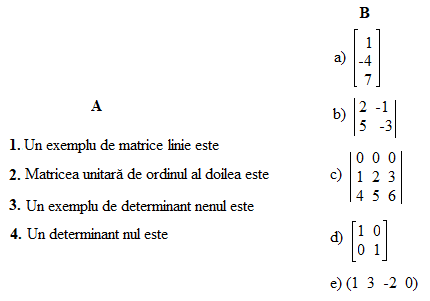 A
1. Un exemplu de matrice linie este
2. Matricea unitară de ordinul al doilea este
3. Un exemplu de determinant nenul este
4. Un determinant nul este
B
a) [1
-4
7]
b) |2 -1|
|5 -3|
c) |0 0 0|
|1 2 3|
|4 5 6|
d) [1 0
0 1]
e) (1 3 -2 0)